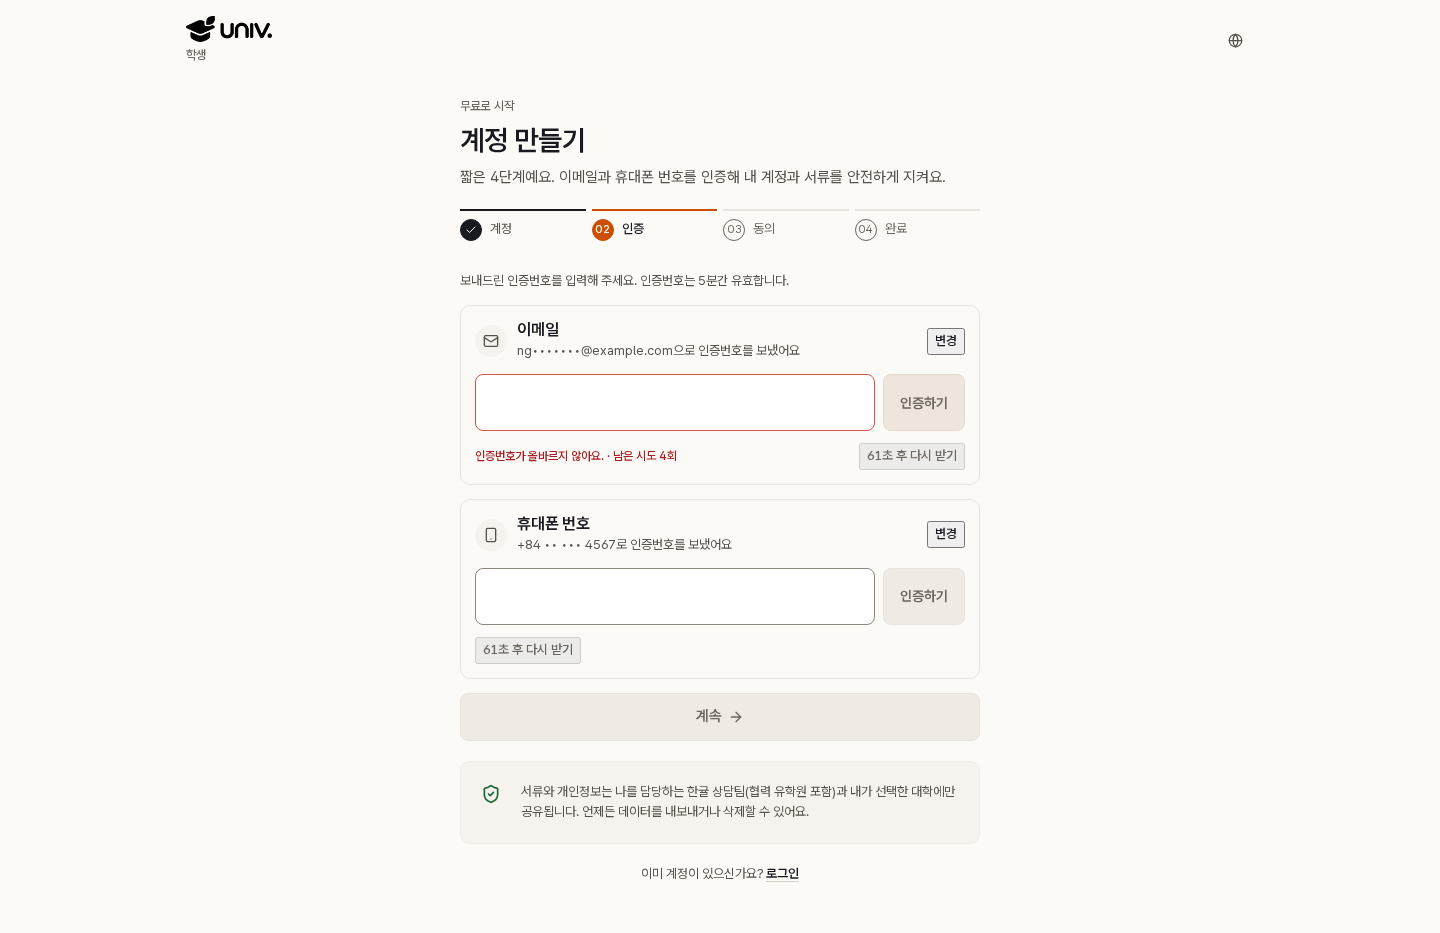 UNIV.
학생
무료로 시작
계정 만들기
짧은 4단계예요. 이메일과 휴대폰 번호를 인증해 내 계정과 서류를 안전하게 지켜요.
계정
02 인증
03 동의
04 완료
보내드린 인증번호를 입력해 주세요. 인증번호는 5분간 유효합니다.
이메일
ng•••••••@example.com으로 인증번호를 보냈어요
변경
인증하기
인증번호가 올바르지 않아요. · 남은 시도 4회
61초 후 다시 받기
휴대폰 번호
+84 •• ••• 4567로 인증번호를 보냈어요
변경
인증하기
61초 후 다시 받기
계속 →
서류와 개인정보는 나를 담당하는 한귤 상담팀(협력 유학원 포함)과 내가 선택한 대학에만
공유됩니다. 언제든 데이터를 내보내거나 삭제할 수 있어요.
이미 계정이 있으신가요? 로그인